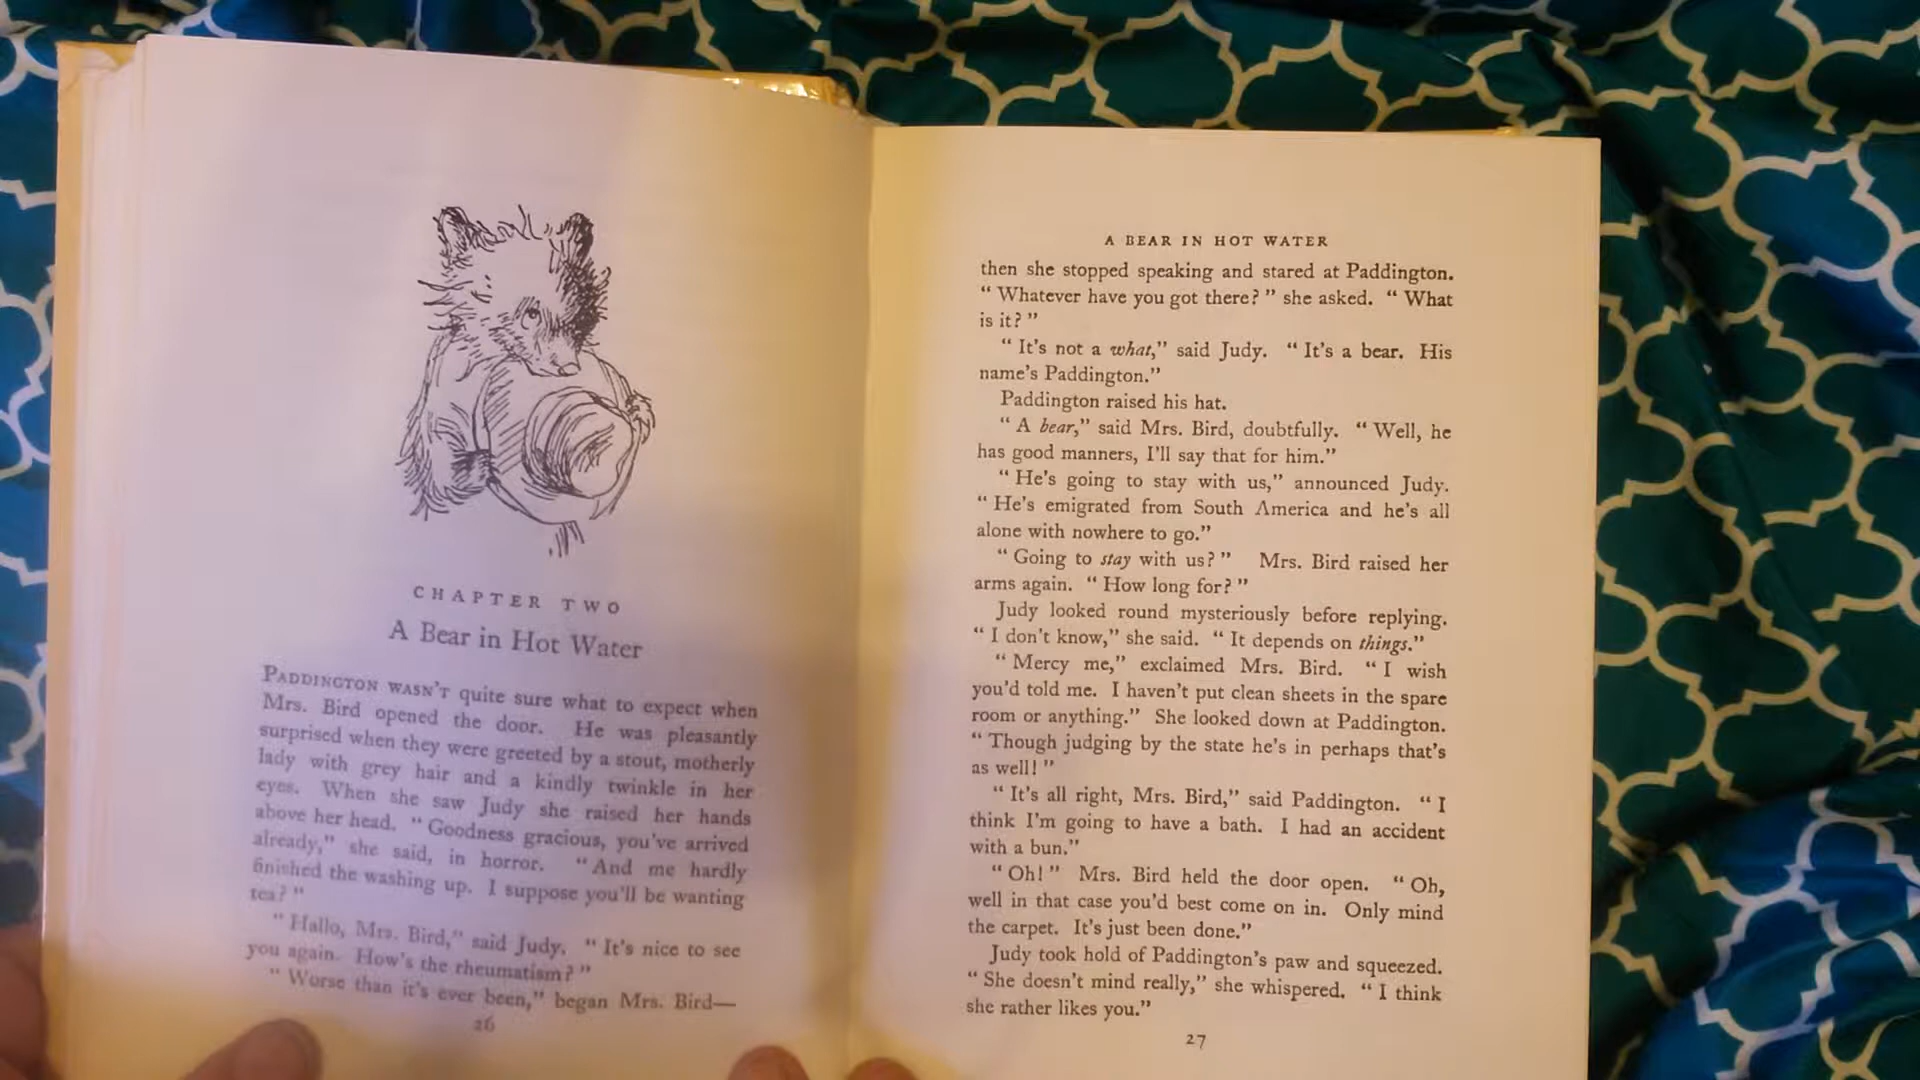 CHAPTER TWO
A Bear in Hot Water
PADDINGTON WASN'T quite sure what to expect when
Mrs. Bird opened the door. He was pleasantly
surprised when they were greeted by a stout, motherly
lady with grey hair and a kindly twinkle in her
eyes. When she saw Judy she raised her hands
above her head. “ Goodness gracious, you've arrived
already,” she said, in horror. “And me hardly
finished the washing up. I suppose you'll be wanting
tea? ”
“ Hallo, Mrs. Bird,” said Judy. “ It's nice to see
you again. How's the rheumatism? ”
“ Worse than it's ever been,” began Mrs. Bird—
26
A BEAR IN HOT WATER
then she stopped speaking and stared at Paddington.
“ Whatever have you got there? ” she asked. “ What
is it? ”
“ It's not a what,” said Judy. “ It's a bear. His
name's Paddington.”
Paddington raised his hat.
“ A bear,” said Mrs. Bird, doubtfully. “ Well, he
has good manners, I'll say that for him.”
“ He's going to stay with us,” announced Judy.
“ He's emigrated from South America and he's all
alone with nowhere to go.”
“ Going to stay with us? ” Mrs. Bird raised her
arms again. “ How long for? ”
Judy looked round mysteriously before replying.
“ I don't know,” she said. “ It depends on things.”
“ Mercy me,” exclaimed Mrs. Bird. “ I wish
you'd told me. I haven't put clean sheets in the spare
room or anything.” She looked down at Paddington.
“ Though judging by the state he's in perhaps that's
as well! ”
“ It's all right, Mrs. Bird,” said Paddington. “ I
think I'm going to have a bath. I had an accident
with a bun.”
“ Oh! ” Mrs. Bird held the door open. “ Oh,
well in that case you'd best come on in. Only mind
the carpet. It's just been done.”
Judy took hold of Paddington's paw and squeezed.
“ She doesn't mind really,” she whispered. “ I think
she rather likes you.”
27